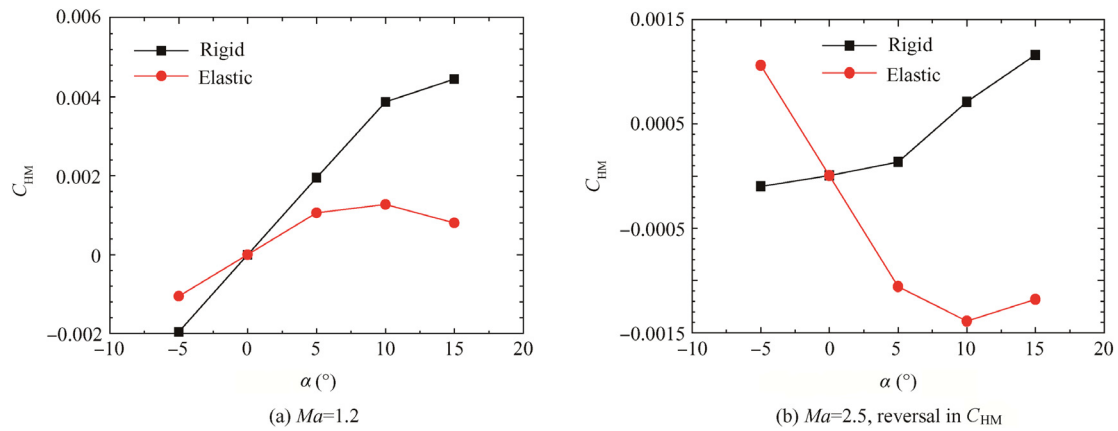 0.006
0.004
0.002
0
−0.002
C_HM
Rigid
Elastic
−10 −5 0 5 10 15 20
α (°)
(a) Ma=1.2
0.0015
0.0005
−0.0005
−0.0015
C_HM
Rigid
Elastic
−10 −5 0 5 10 15 20
α (°)
(b) Ma=2.5, reversal in C_HM